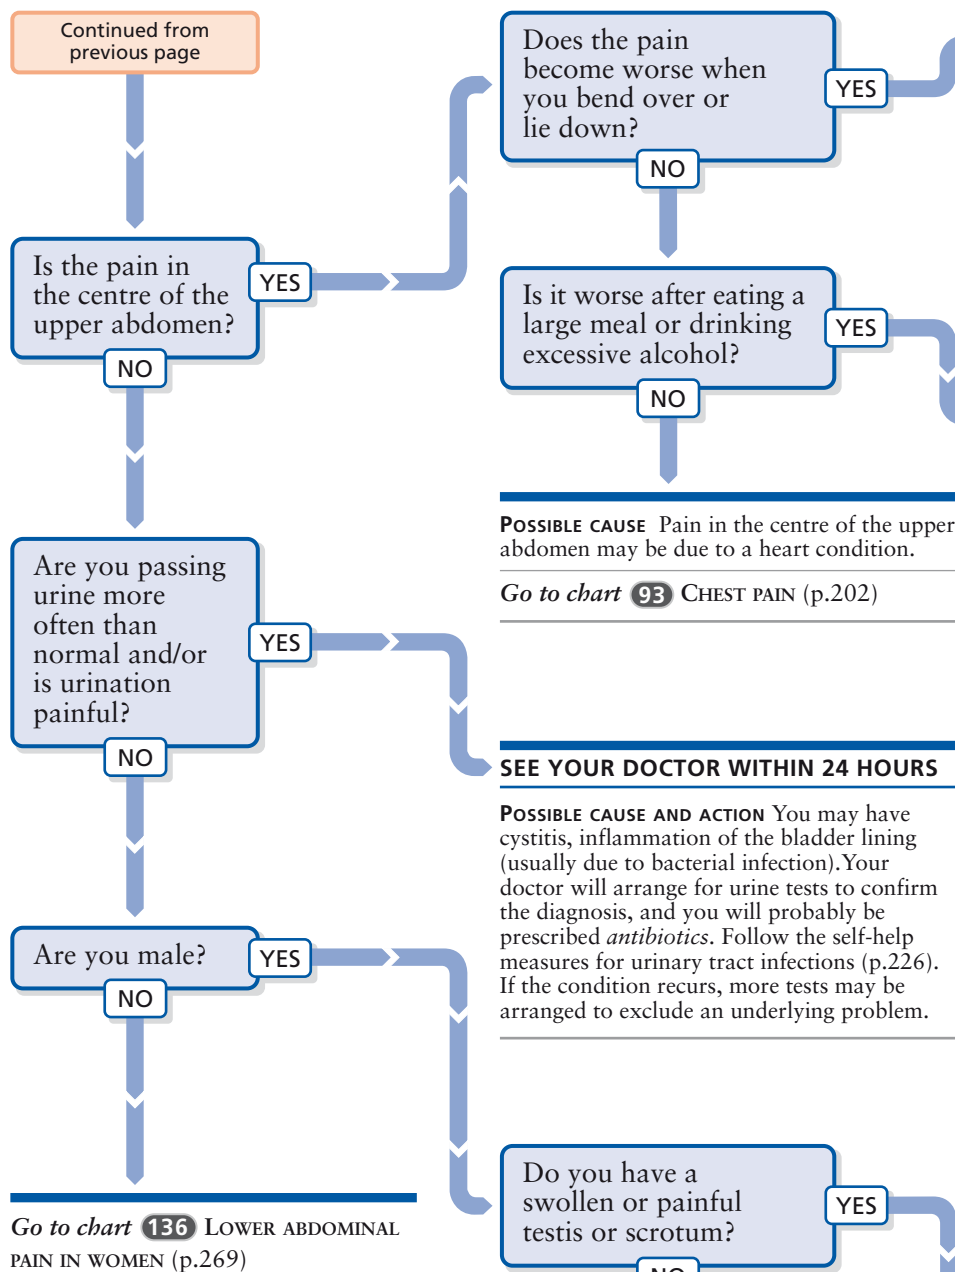 Continued from
previous page
Does the pain
become worse when
you bend over or
lie down?
YES
NO
Is the pain in
the centre of the
upper abdomen?
YES
NO
Is it worse after eating a
large meal or drinking
excessive alcohol?
YES
NO
POSSIBLE CAUSE Pain in the centre of the upper
abdomen may be due to a heart condition.
Go to chart 93 CHEST PAIN (p.202)
Are you passing
urine more
often than
normal and/or
is urination
painful?
YES
NO
SEE YOUR DOCTOR WITHIN 24 HOURS
POSSIBLE CAUSE AND ACTION You may have
cystitis, inflammation of the bladder lining
(usually due to bacterial infection).Your
doctor will arrange for urine tests to confirm
the diagnosis, and you will probably be
prescribed antibiotics. Follow the self-help
measures for urinary tract infections (p.226).
If the condition recurs, more tests may be
arranged to exclude an underlying problem.
Are you male?
YES
NO
Go to chart 136 LOWER ABDOMINAL
PAIN IN WOMEN (p.269)
Do you have a
swollen or painful
testis or scrotum?
YES
NO